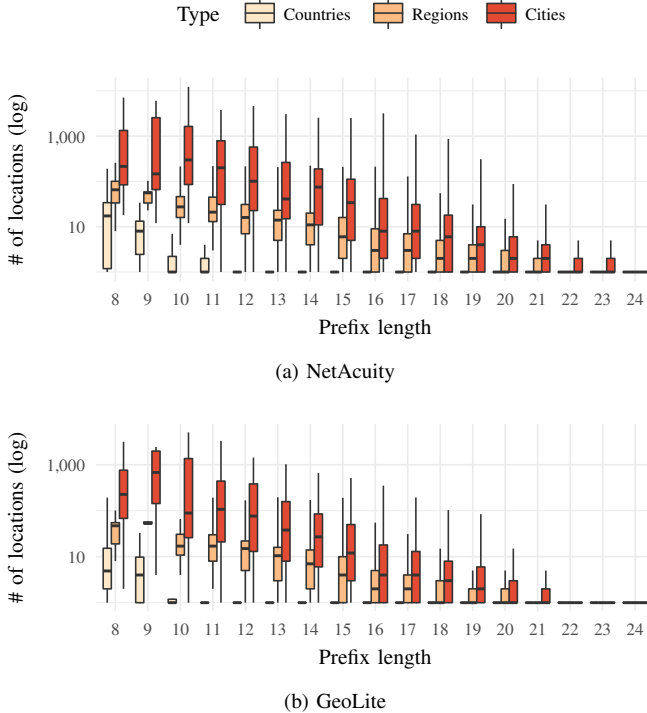 Type Countries Regions Cities
# of locations (log)
1,000
10
8 9 10 11 12 13 14 15 16 17 18 19 20 21 22 23 24
Prefix length
(a) NetAcuity
# of locations (log)
1,000
10
8 9 10 11 12 13 14 15 16 17 18 19 20 21 22 23 24
Prefix length
(b) GeoLite